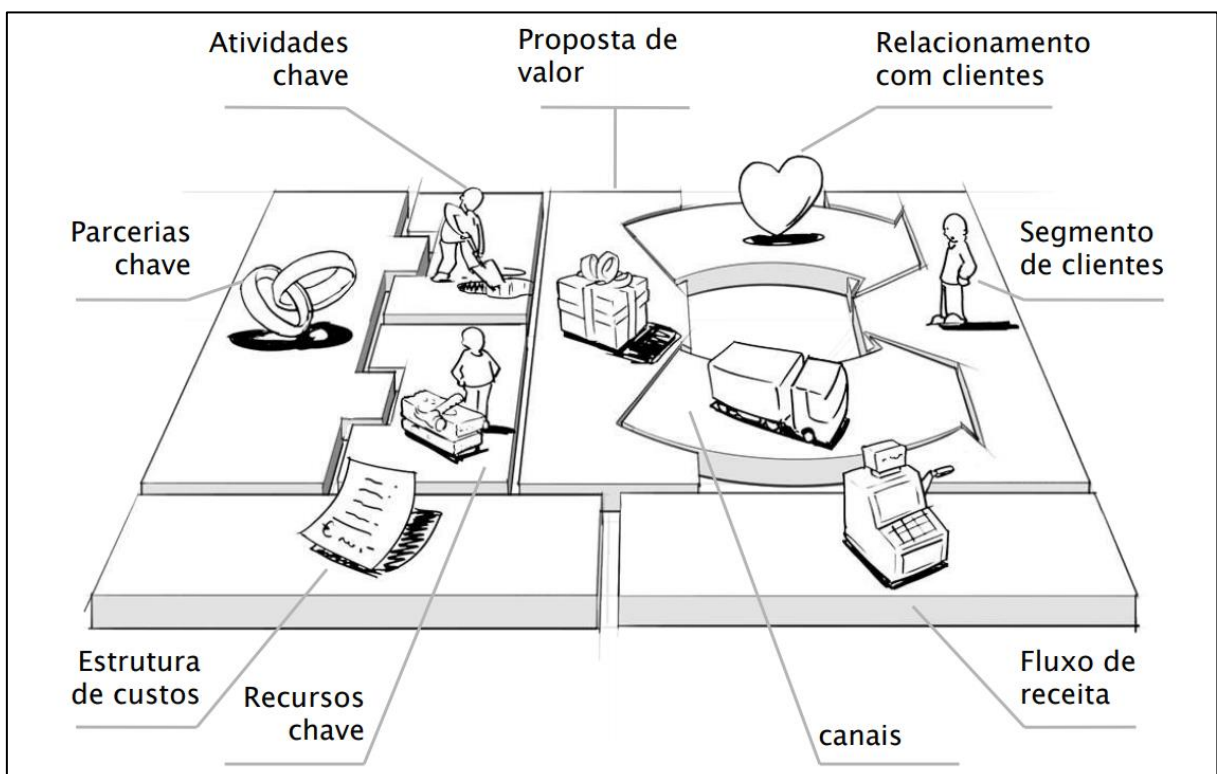 Atividades
chave
Proposta de
valor
Relacionamento
com clientes
Parcerias
chave
Segmento
de clientes
Estrutura
de custos
Recursos
chave
canais
Fluxo de
receita